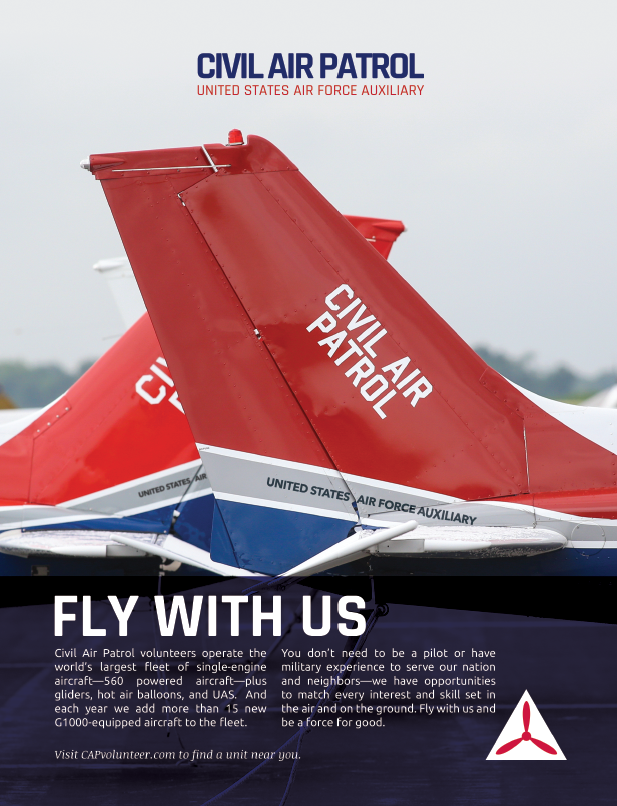 CIVIL AIR PATROL
UNITED STATES AIR FORCE AUXILIARY
CIVIL AIR
PATROL
UNITED STATES AIR
UNITED STATES AIR FORCE AUXILIARY
FLY WITH US
Civil Air Patrol volunteers operate the
world's largest fleet of single-engine
aircraft—560 powered aircraft—plus
gliders, hot air balloons, and UAS. And
each year we add more than 15 new
G1000-equipped aircraft to the fleet.
You don't need to be a pilot or have
military experience to serve our nation
and neighbors—we have opportunities
to match every interest and skill set in
the air and on the ground. Fly with us and
be a force for good.
Visit CAPvolunteer.com to find a unit near you.